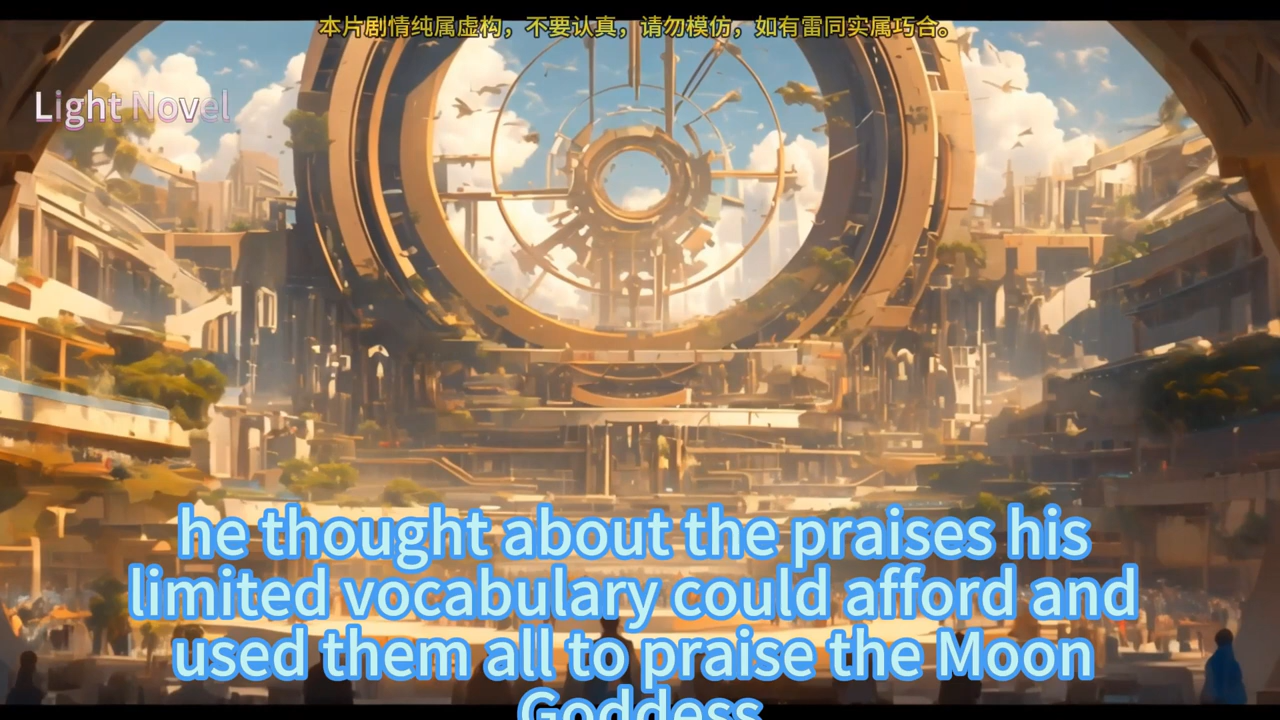 本片剧情纯属虚构，不要认真，请勿模仿，如有雷同实属巧合。
Light Novel
he thought about the praises his
limited vocabulary could afford and
used them all to praise the Moon
Goddess